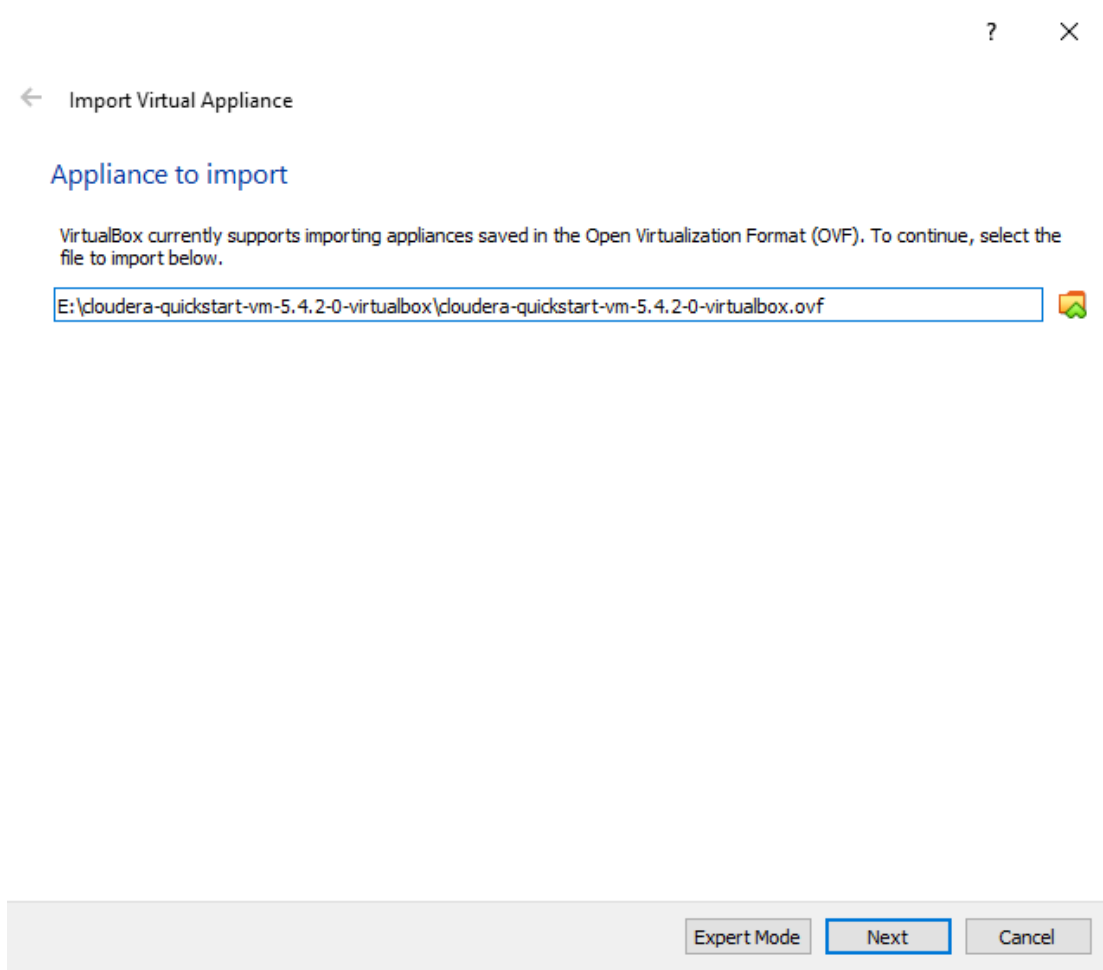 ?
Import Virtual Appliance
Appliance to import
VirtualBox currently supports importing appliances saved in the Open Virtualization Format (OVF). To continue, select the
file to import below.
E:\cloudera-quickstart-vm-5.4.2-0-virtualbox\cloudera-quickstart-vm-5.4.2-0-virtualbox.ovf
Expert Mode Next Cancel